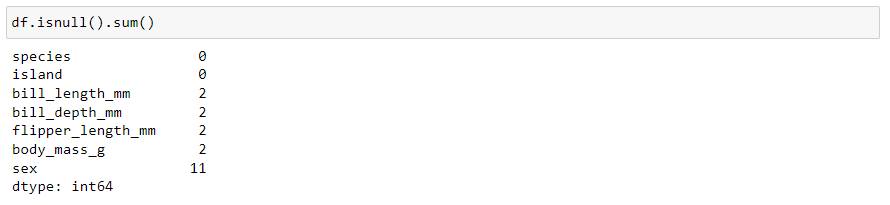 df.isnull().sum()
species 0
island 0
bill_length_mm 2
bill_depth_mm 2
flipper_length_mm 2
body_mass_g 2
sex 11
dtype: int64